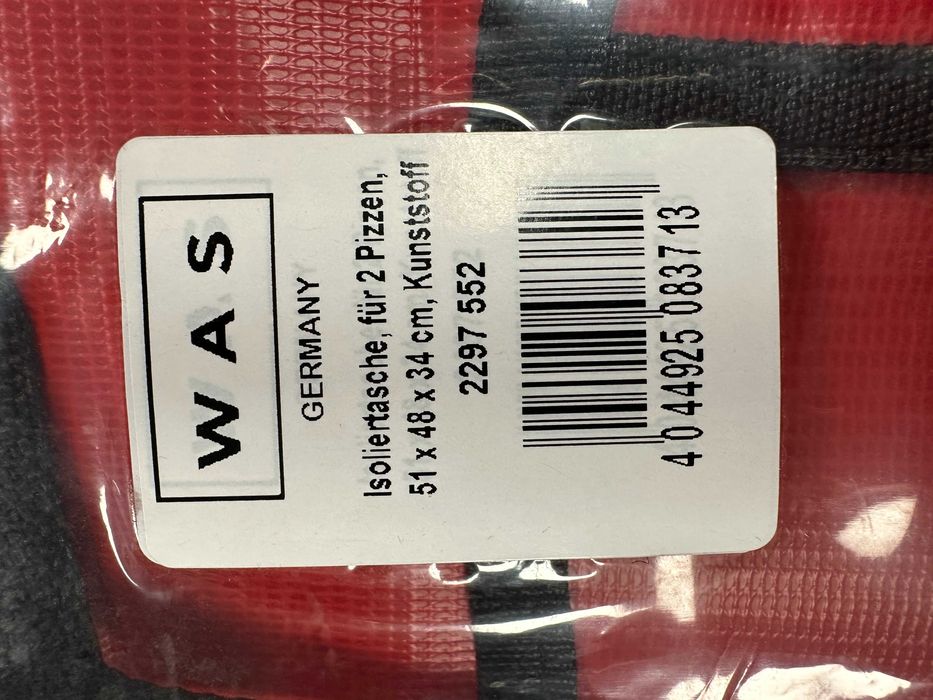 W A S
GERMANY
Isoliertasche, für 2 Pizzen,
51 x 48 x 34 cm, Kunststoff
2297 552
4 044925 083713